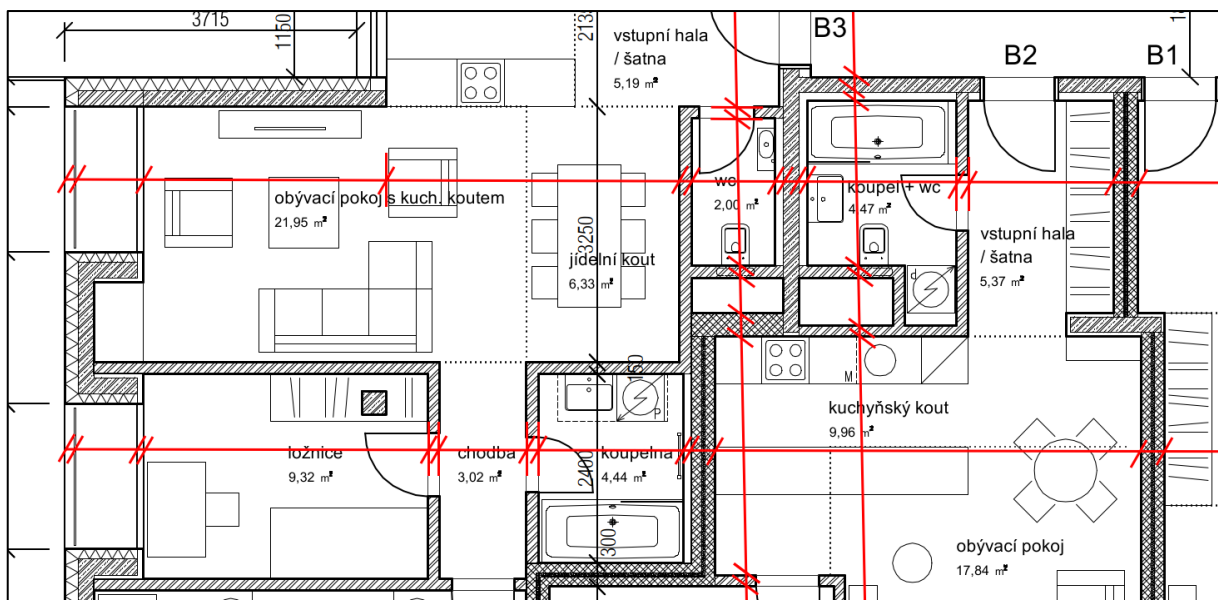 3715
1150
2135
vstupní hala
/ šatna
5,19 m²
B3
B2
B1
wc
2,00 m²
koupel + wc
4.47 m²
obývací pokoj s kuch. koutem
21,95 m²
3250
jídelní kout
6,33 m²
vstupní hala
/ šatna
5,37 m²
d
150
P
M
kuchyňský kout
9,96 m²
ložnice
9,32 m²
chodba
3,02 m²
2400
koupelna
4,44 m²
300
obývací pokoj
17,84 m²